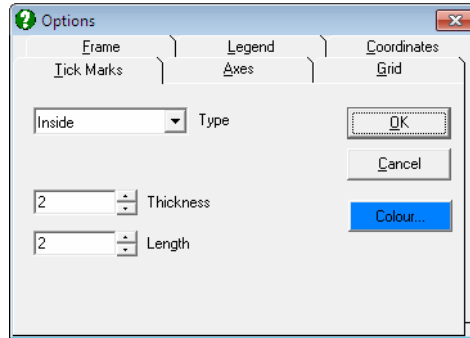 Options
Frame Legend Coordinates
Tick Marks Axes Grid
Inside Type OK
Cancel
2 Thickness Colour...
2 Length